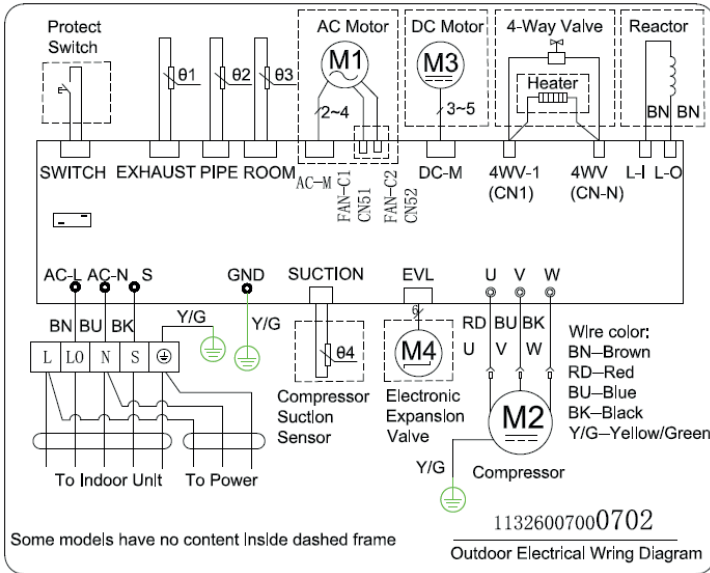 Protect Switch
AC Motor
DC Motor
4-Way Valve
Reactor
θ1
θ2
θ3
M1
M3
Heater
2~4
3~5
BN BN
SWITCH EXHAUST PIPE ROOM AC-M FAN-C1 CN51 FAN-C2 CN52 DC-M 4WV-1 (CN1) 4WV (CN-N) L-I L-O
AC-L AC-N S GND SUCTION EVL U V W
BN BU BK Y/G Y/G
6
RD BU BK
U V W
L LO N S
θ4
M4
M2
Compressor Suction Sensor
Electronic Expansion Valve
Y/G
Compressor
Wire color:
BN—Brown
RD—Red
BU—Blue
BK—Black
Y/G—Yellow/Green
To Indoor Unit
To Power
11326007000702
Some models have no content inside dashed frame
Outdoor Electrical Wiring Diagram